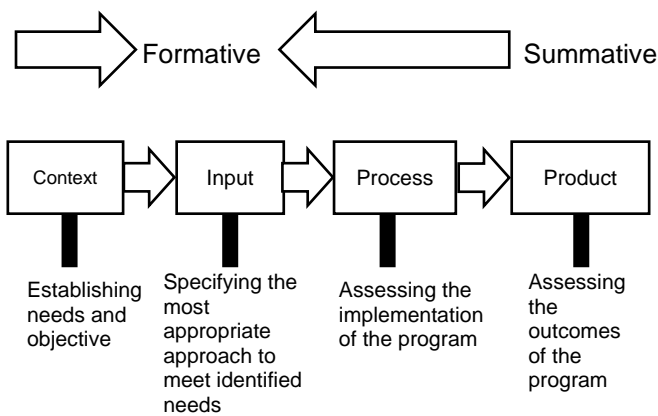 Formative Summative
Context Input Process Product
Establishing
needs and
objective
Specifying the
most
appropriate
approach to
meet identified
needs
Assessing the
implementation
of the program
Assessing
the
outcomes
of the
program